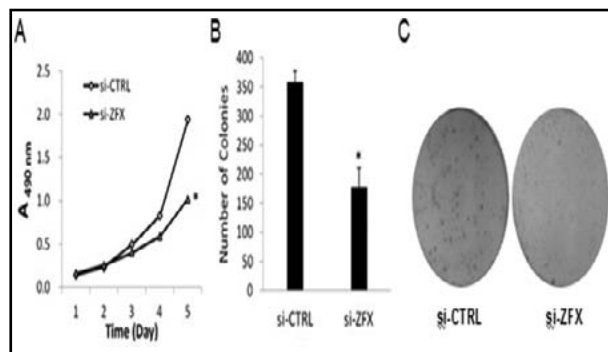 A
B
C
si-CTRL
si-ZFX
A 490 nm
2.5
2.0
1.5
1.0
0.5
0.0
*
1 2 3 4 5
Time (Day)
Number of Colonies
400
350
300
250
200
150
100
50
0
*
si-CTRL si-ZFX
si-CTRL si-ZFX